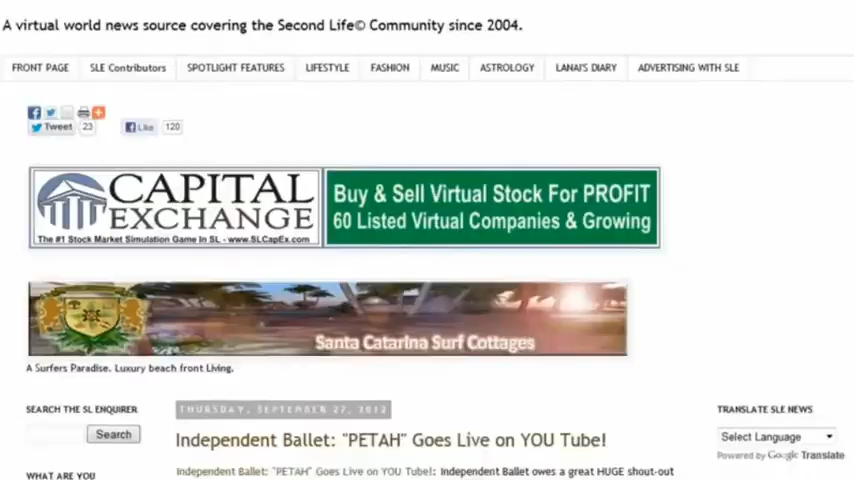 A virtual world news source covering the Second Life© Community since 2004.
FRONT PAGE SLE Contributors SPOTLIGHT FEATURES LIFESTYLE FASHION MUSIC ASTROLOGY LANAI'S DIARY ADVERTISING WITH SLE
Tweet 23 Like 120
CAPITAL
EXCHANGE
The #1 Stock Market Simulation Game In SL - www.SLCapEx.com
Buy & Sell Virtual Stock For PROFIT
60 Listed Virtual Companies & Growing
Santa Catarina Surf Cottages
A Surfers Paradise. Luxury beach front Living.
SEARCH THE SL ENQUIRER
Search
WHAT ARE YOU
THURSDAY, SEPTEMBER 27, 2012
Independent Ballet: "PETAH" Goes Live on YOU Tube!
Independent Ballet: "PETAH" Goes Live on YOU Tube!: Independent Ballet owes a great HUGE shout-out
TRANSLATE SLE NEWS
Select Language
Powered by Google Translate